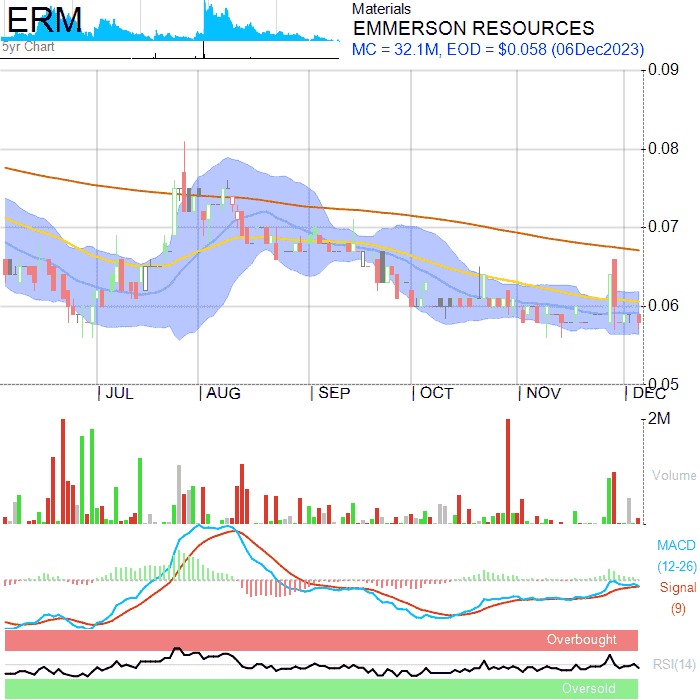 ERM
5yr Chart
Materials
EMMERSON RESOURCES
MC = 32.1M, EOD = $0.058 (06Dec2023)
0.09
0.08
0.07
0.06
0.05
JUL
AUG
SEP
OCT
NOV
DEC
2M
Volume
MACD
(12-26)
Signal
(9)
Overbought
RSI(14)
Oversold